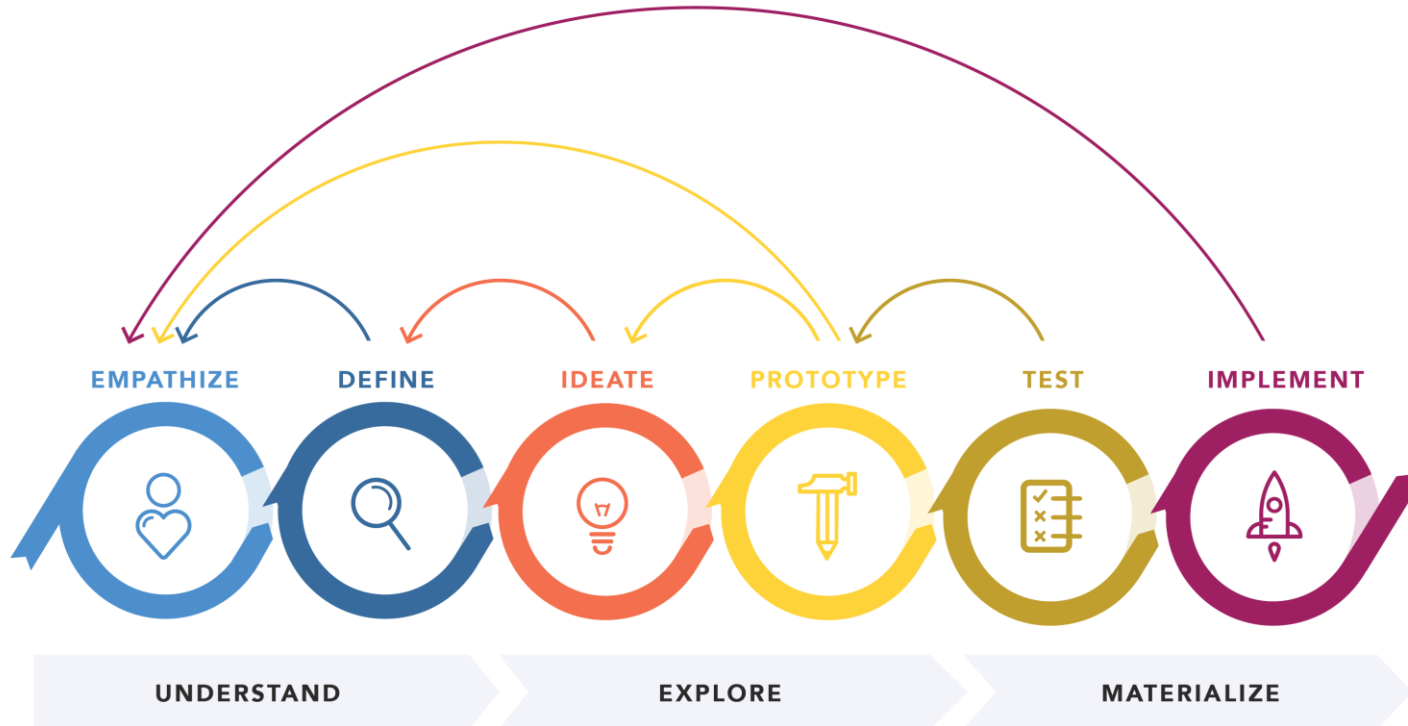 EMPATHIZE
DEFINE
IDEATE
PROTOTYPE
TEST
IMPLEMENT
UNDERSTAND
EXPLORE
MATERIALIZE